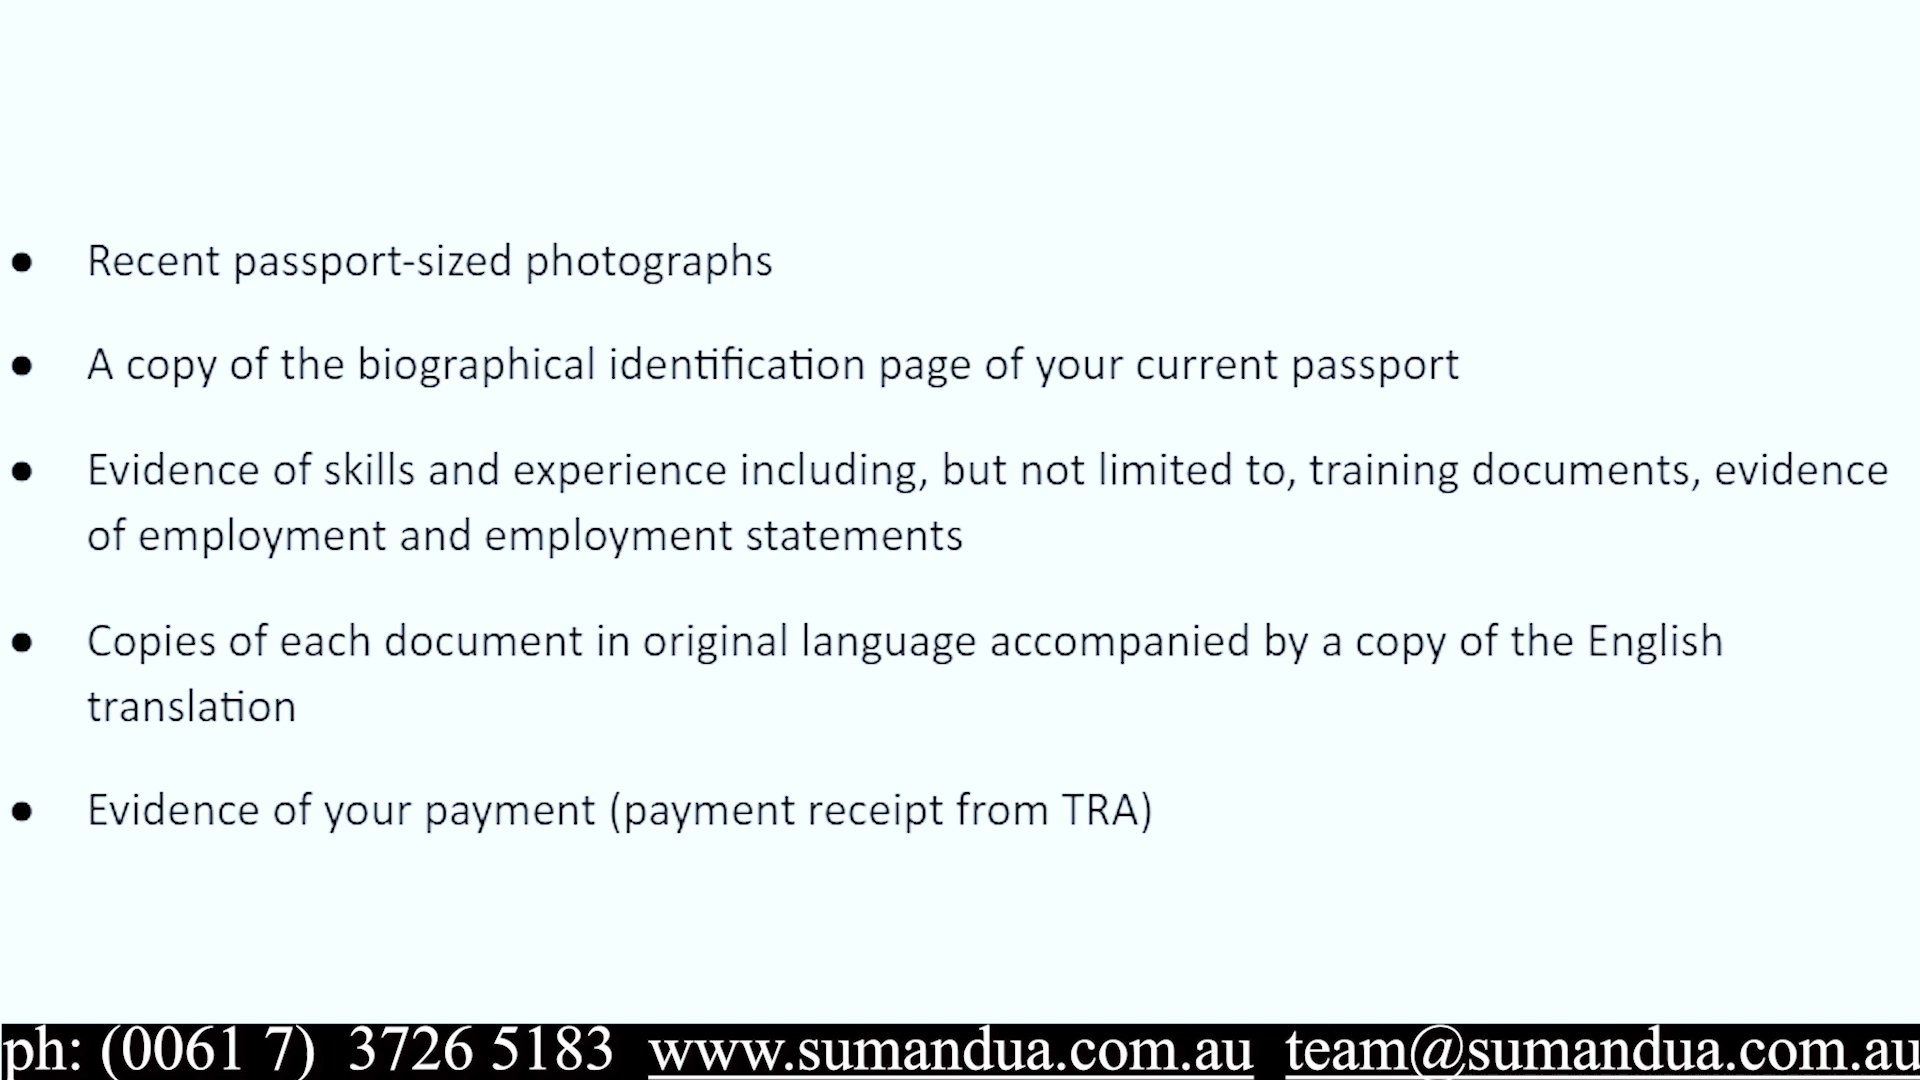 ● Recent passport-sized photographs
● A copy of the biographical identification page of your current passport
● Evidence of skills and experience including, but not limited to, training documents, evidence
of employment and employment statements
● Copies of each document in original language accompanied by a copy of the English
translation
● Evidence of your payment (payment receipt from TRA)
ph: (0061 7) 3726 5183 www.sumandua.com.au team@sumandua.com.au